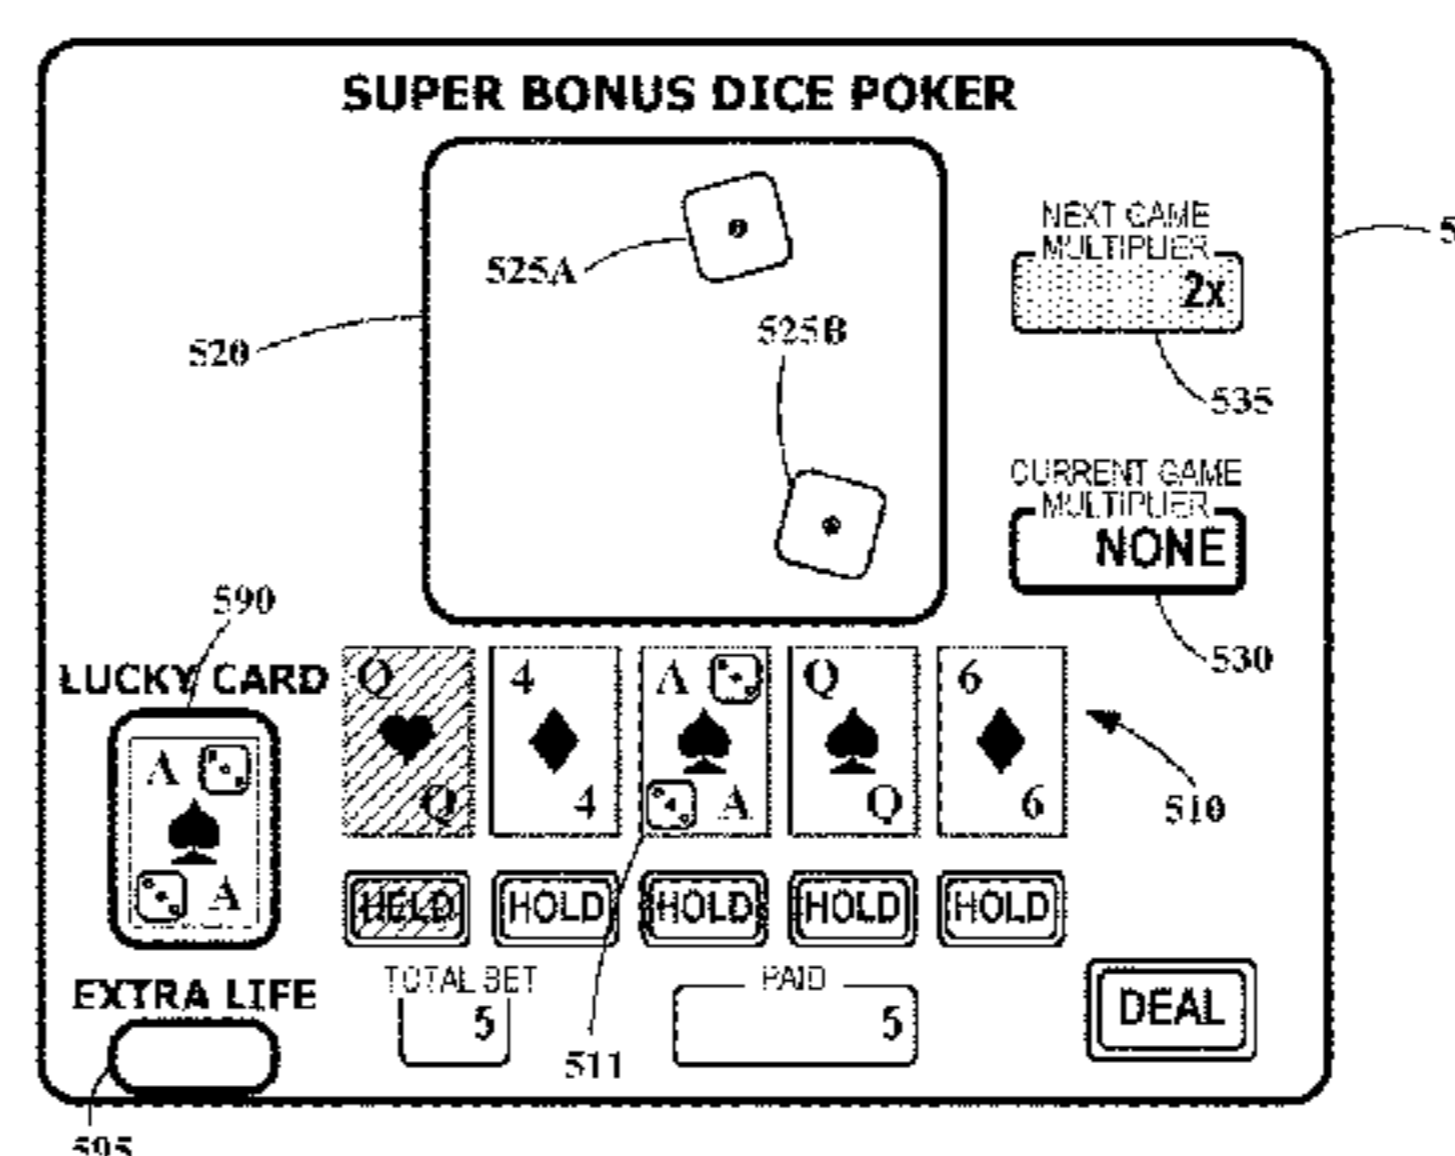 SUPER BONUS DICE POKER
NEXT GAME
MULTIPLIER
2x
5
525A
525B
520
535
CURRENT GAME
MULTIPLIER
NONE
530
590
LUCKY CARD
A
A
Q
Q
4
4
A
A
Q
Q
6
6
510
HELD HOLD HOLD HOLD HOLD
EXTRA LIFE
TOTAL BET
5
PAID
5
DEAL
511
595